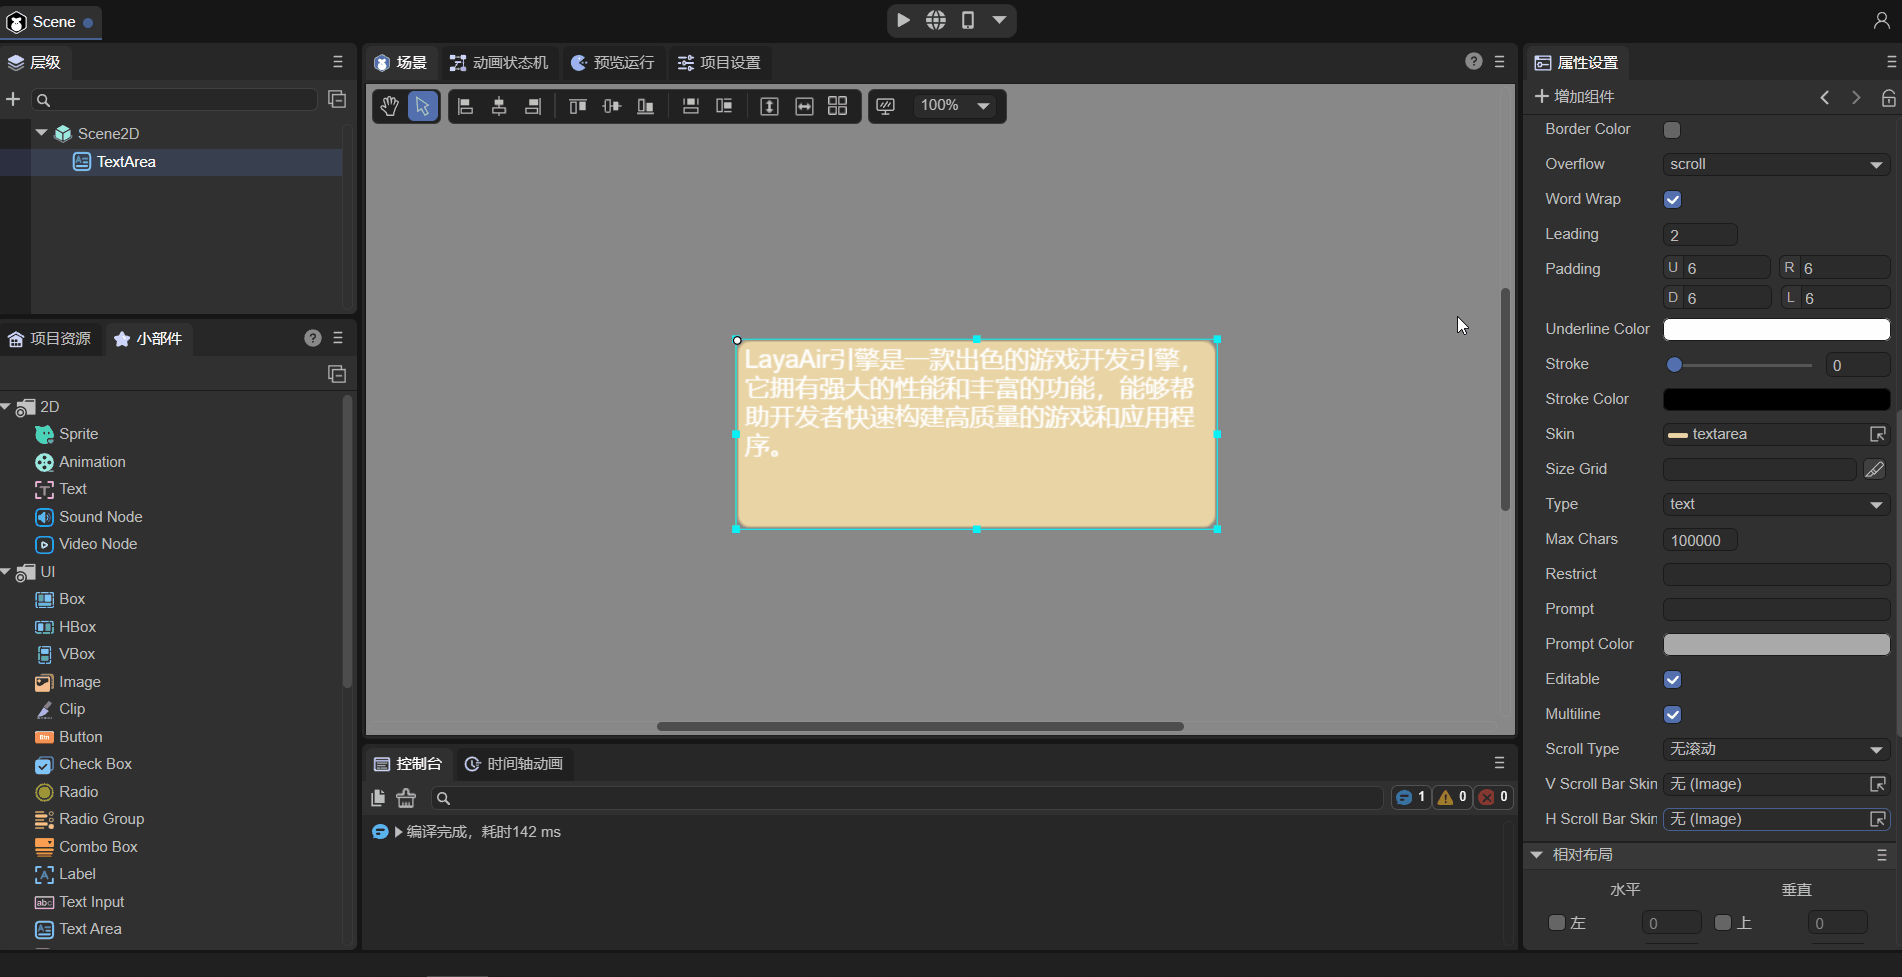 Scene
层级
Scene2D
TextArea
项目资源
小部件
2D
Sprite
Animation
Text
Sound Node
Video Node
UI
Box
HBox
VBox
Image
Clip
Button
Check Box
Radio
Radio Group
Combo Box
Label
Text Input
Text Area
场景
动画状态机
预览运行
项目设置
100%
LayaAir引擎是一款出色的游戏开发引擎，
它拥有强大的性能和丰富的功能，能够帮
助开发者快速构建高质量的游戏和应用程
序。
控制台
时间轴动画
1
0
0
编译完成，耗时142 ms
属性设置
增加组件
Border Color
Overflow scroll
Word Wrap
Leading 2
Padding U 6 R 6
D 6 L 6
Underline Color
Stroke 0
Stroke Color
Skin textarea
Size Grid
Type text
Max Chars 100000
Restrict
Prompt
Prompt Color
Editable
Multiline
Scroll Type 无滚动
V Scroll Bar Skin 无 (Image)
H Scroll Bar Skin 无 (Image)
相对布局
水平 垂直
左 0 上 0